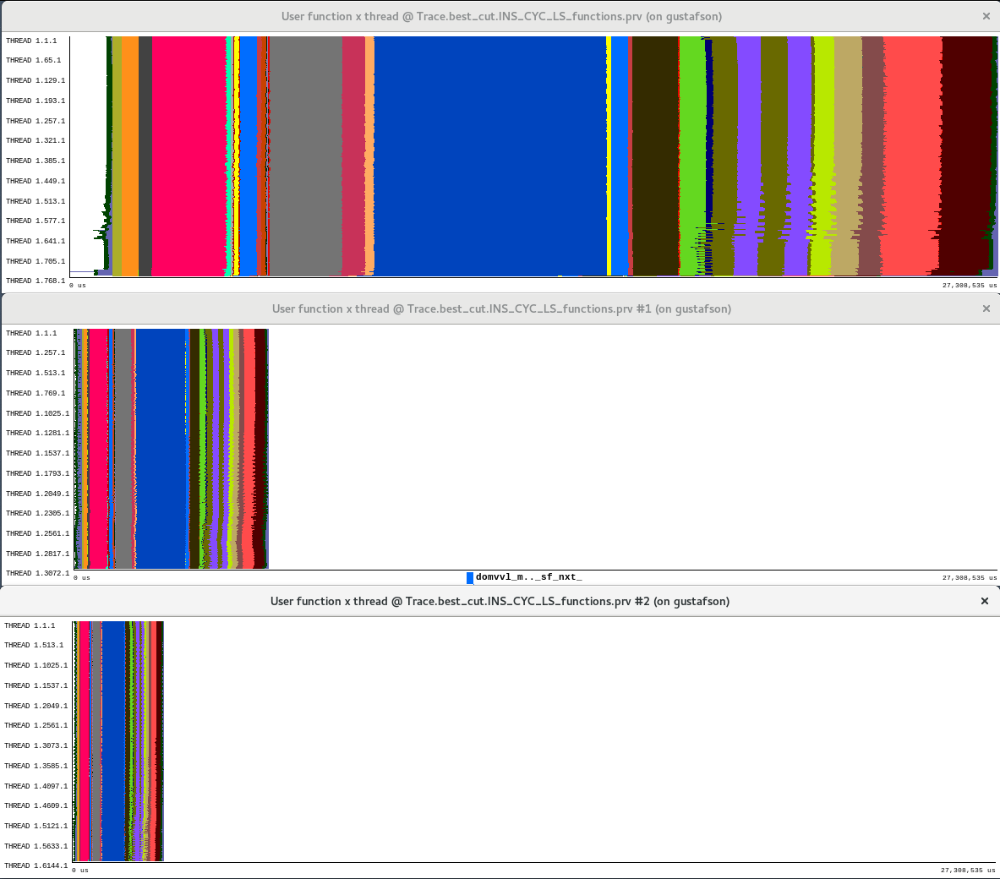 User function x thread @ Trace.best_cut.INS_CYC_LS_functions.prv (on gustafson)
×
THREAD 1.1.1
THREAD 1.65.1
THREAD 1.129.1
THREAD 1.193.1
THREAD 1.257.1
THREAD 1.321.1
THREAD 1.385.1
THREAD 1.449.1
THREAD 1.513.1
THREAD 1.577.1
THREAD 1.641.1
THREAD 1.705.1
THREAD 1.768.1
0 us
27,308,535 us
User function x thread @ Trace.best_cut.INS_CYC_LS_functions.prv #1 (on gustafson)
×
THREAD 1.1.1
THREAD 1.257.1
THREAD 1.513.1
THREAD 1.769.1
THREAD 1.1025.1
THREAD 1.1281.1
THREAD 1.1537.1
THREAD 1.1793.1
THREAD 1.2049.1
THREAD 1.2305.1
THREAD 1.2561.1
THREAD 1.2817.1
THREAD 1.3072.1
0 us
domvvl_m.._sf_nxt_
27,308,535 us
User function x thread @ Trace.best_cut.INS_CYC_LS_functions.prv #2 (on gustafson)
×
THREAD 1.1.1
THREAD 1.513.1
THREAD 1.1025.1
THREAD 1.1537.1
THREAD 1.2049.1
THREAD 1.2561.1
THREAD 1.3073.1
THREAD 1.3585.1
THREAD 1.4097.1
THREAD 1.4609.1
THREAD 1.5121.1
THREAD 1.5633.1
THREAD 1.6144.1
0 us
27,308,535 us